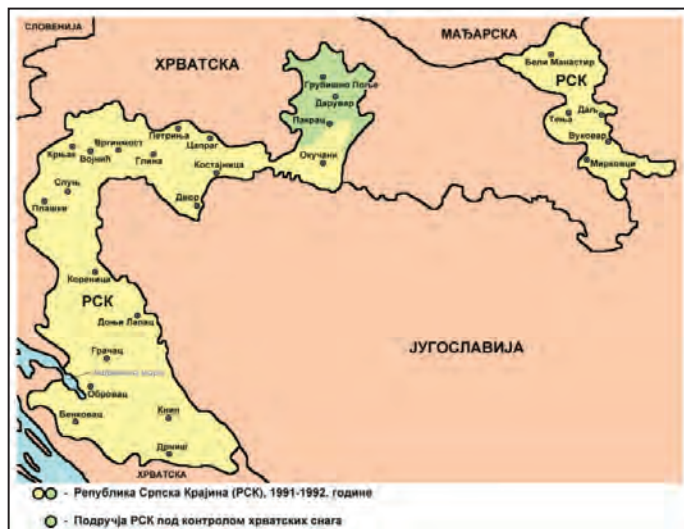 СЛОВЕНИЈА
ХРВАТСКА
МАЂАРСКА
Бели Манастир
РСК
Грубишно Поље
Дарувар
Пакрац
Окучани
Даљ
Тења
Вуковар
Мирковци
Петриња
Цапраг
Вргинмост
Крњак
Војнић
Глина
Костајница
Слуњ
Плашки
Двор
Кореница
РСК
Доње Лапац
Грачац
ЈУГОСЛАВИЈА
Обровац
Бенковац
Книн
Дрниш
ХРВАТСКА
- Република Српска Крајина (РСК), 1991-1992. године
- Подручја РСК под контролом хрватских снага